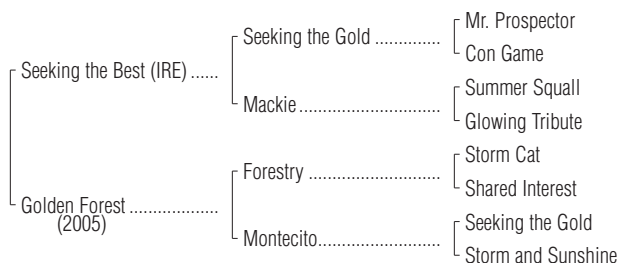 Mr. Prospector
Seeking the Gold ..............
Con Game
Seeking the Best (IRE) ......
Summer Squall
Mackie ..............................
Glowing Tribute
Storm Cat
Forestry ............................
Shared Interest
Golden Forest ...................
(2005)
Seeking the Gold
Montecito..........................
Storm and Sunshine